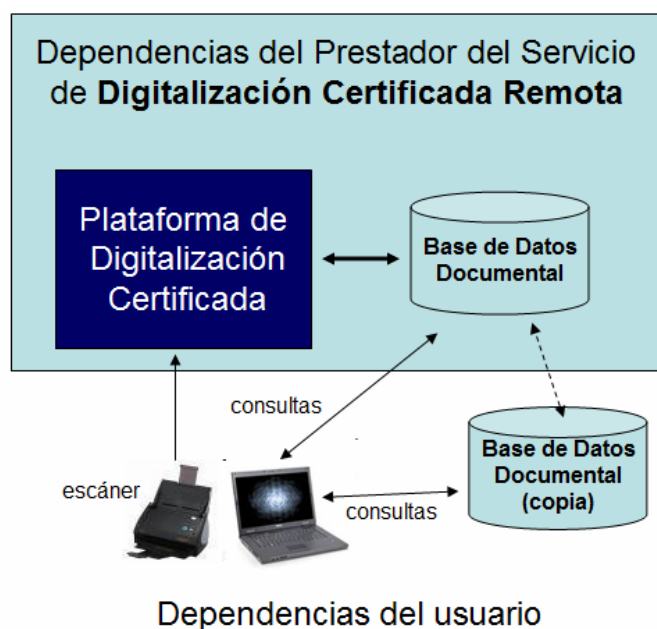 Dependencias del Prestador del Servicio
de Digitalización Certificada Remota
Plataforma de
Digitalización
Certificada
Base de Datos
Documental
consultas
Base de Datos
Documental
(copia)
escáner
consultas
Dependencias del usuario